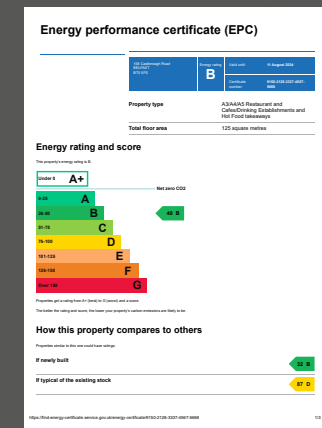 Energy performance certificate (EPC)
Energy rating
B
Valid until
11 August 2034
Certificate number
Property type
A3/A4/A5 Restaurant and
Cafes/Drinking Establishments and
Hot Food takeaways
Total floor area
125 square metres
Energy rating and score
This property's energy rating is B.
Under 0
A+
Net zero CO2
0-25
A
26-50
B
48 B
51-75
C
76-100
D
101-125
E
126-150
F
Over 150
G
Properties get a rating from A+ (best) to G (worst) and a score.
The better the rating and score, the lower your property's carbon emissions are likely to be.
How this property compares to others
Properties similar to this one could have ratings:
If newly built
32 B
If typical of the existing stock
87 D
1/3